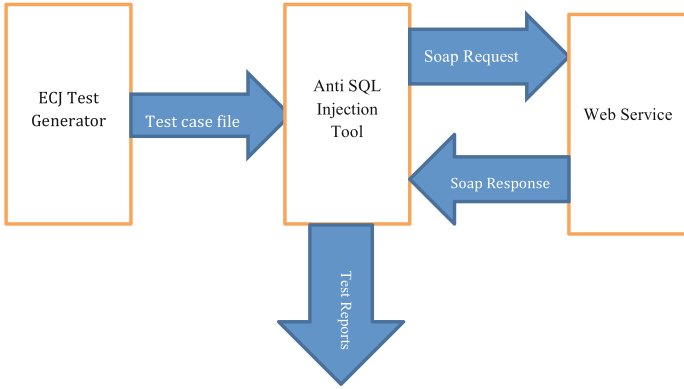 ECJ Test
Generator
Test case file
Anti SQL
Injection
Tool
Soap Request
Web Service
Soap Response
Test Reports